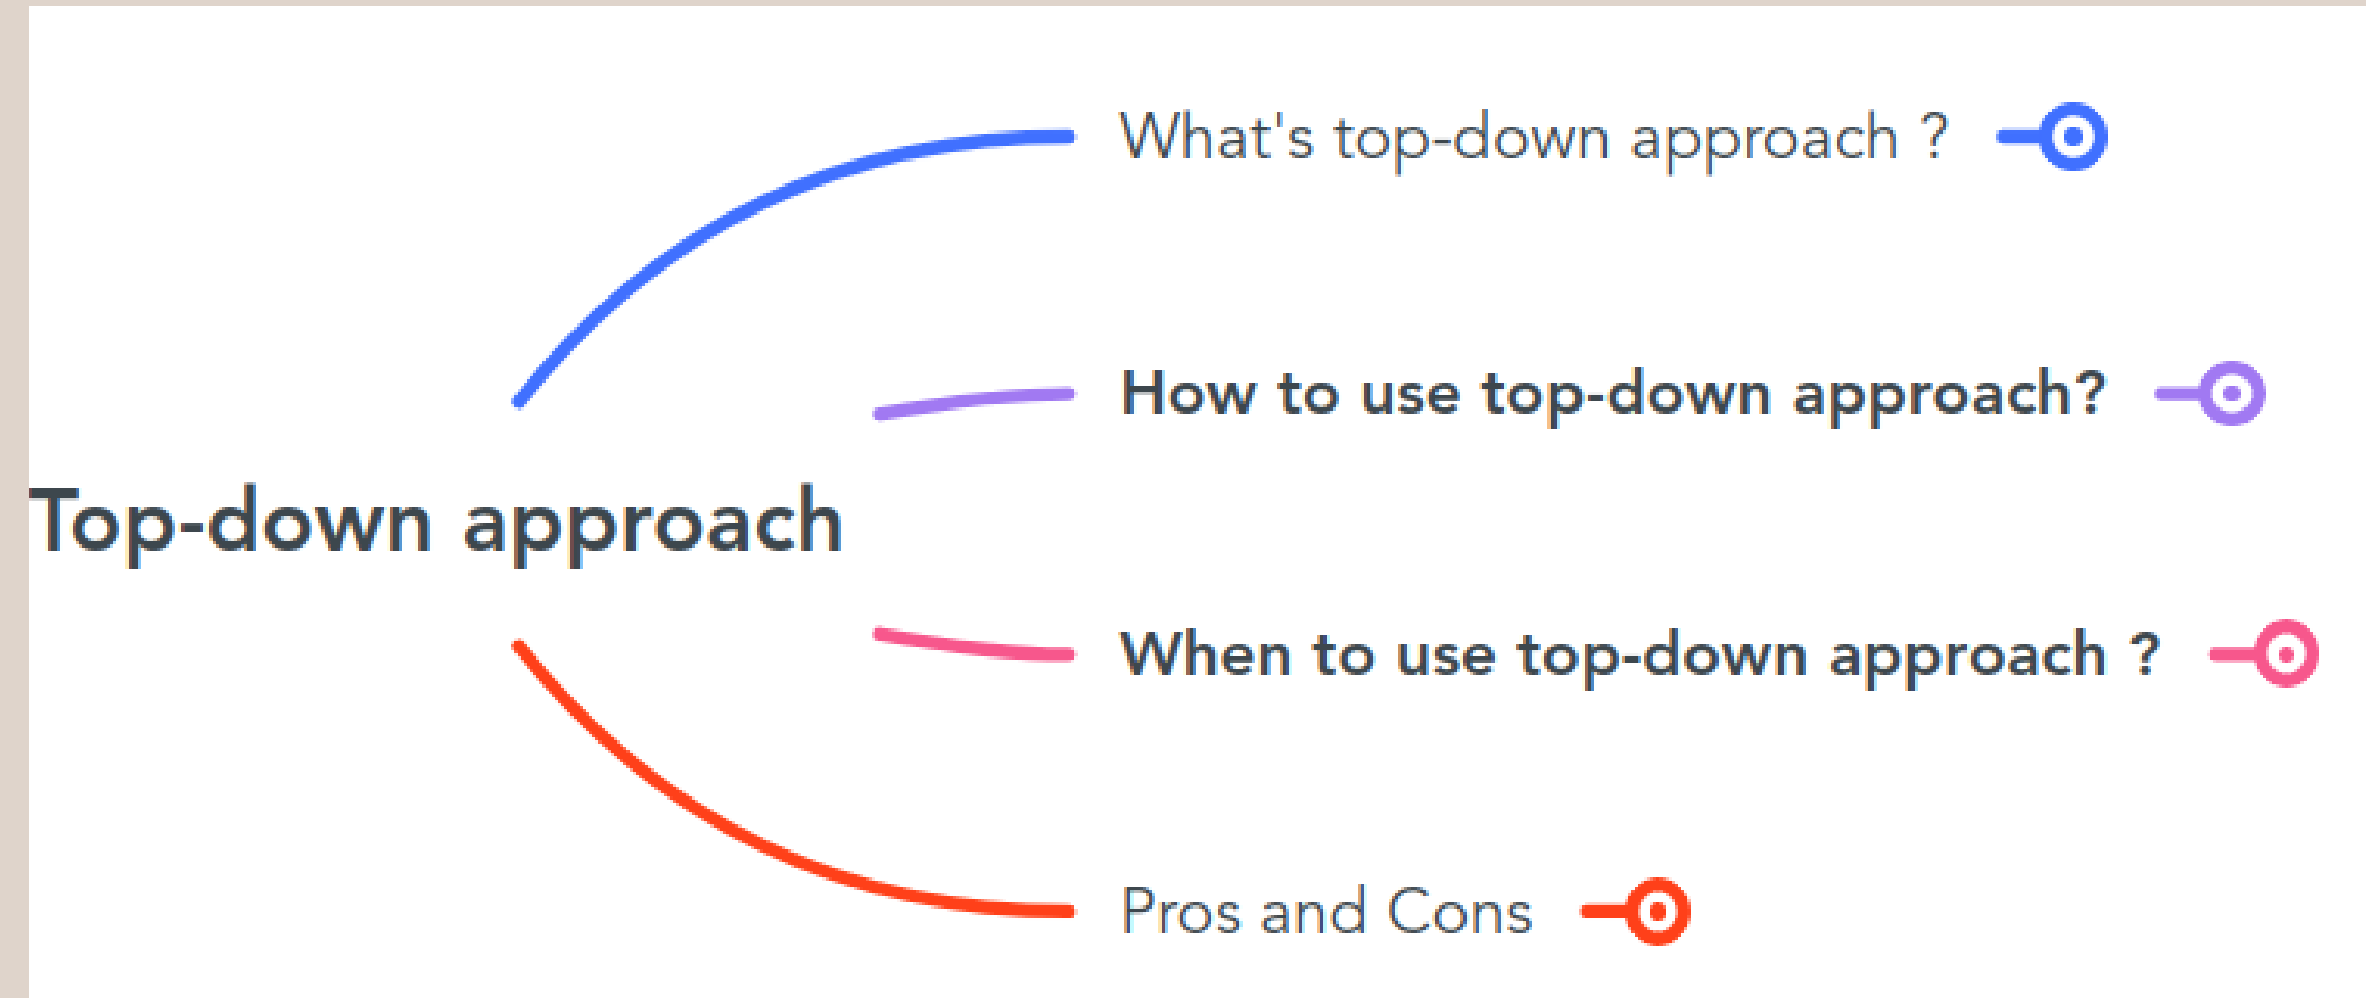 What's top-down approach ?
How to use top-down approach?
Top-down approach
When to use top-down approach ?
Pros and Cons